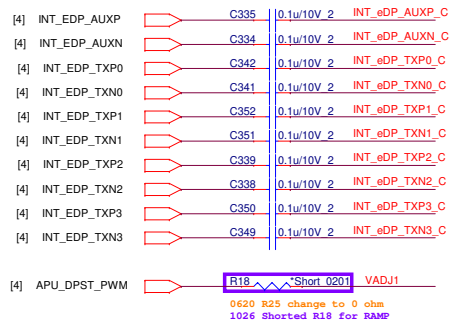 [4] INT_EDP_AUXP C335 0.1u/10V_2 INT_eDP_AUXP_C
[4] INT_EDP_AUXN C334 0.1u/10V_2 INT_eDP_AUXN_C
[4] INT_EDP_TXP0 C342 0.1u/10V_2 INT_eDP_TXP0_C
[4] INT_EDP_TXN0 C341 0.1u/10V_2 INT_eDP_TXN0_C
[4] INT_EDP_TXP1 C352 0.1u/10V_2 INT_eDP_TXP1_C
[4] INT_EDP_TXN1 C351 0.1u/10V_2 INT_eDP_TXN1_C
[4] INT_EDP_TXP2 C339 0.1u/10V_2 INT_eDP_TXP2_C
[4] INT_EDP_TXN2 C338 0.1u/10V_2 INT_eDP_TXN2_C
[4] INT_EDP_TXP3 C350 0.1u/10V_2 INT_eDP_TXP3_C
[4] INT_EDP_TXN3 C349 0.1u/10V_2 INT_eDP_TXN3_C
[4] APU_DPST_PWM R18 *Short_0201 VADJ1
0620 R25 change to 0 ohm
1026 Shorted R18 for RAMP